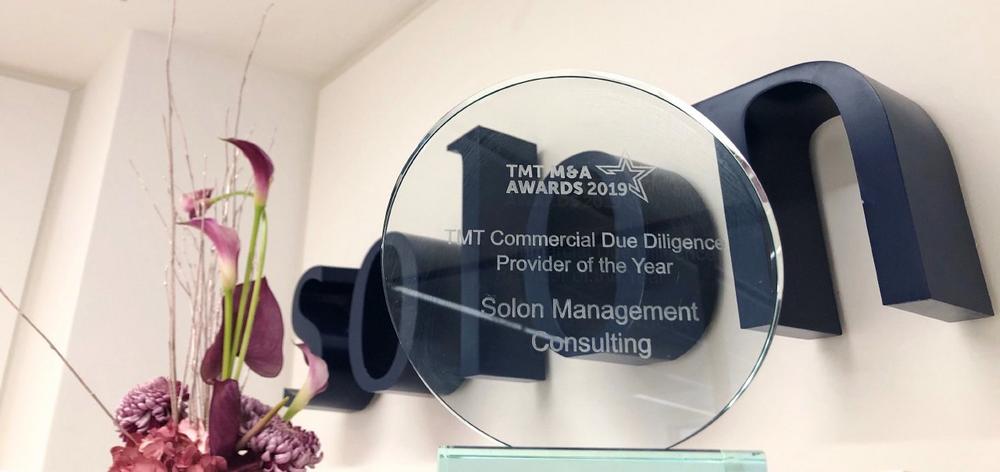 solon
TMT M&A
AWARDS 2019
TMT Commercial Due Diligence
Provider of the Year
Solon Management
Consulting